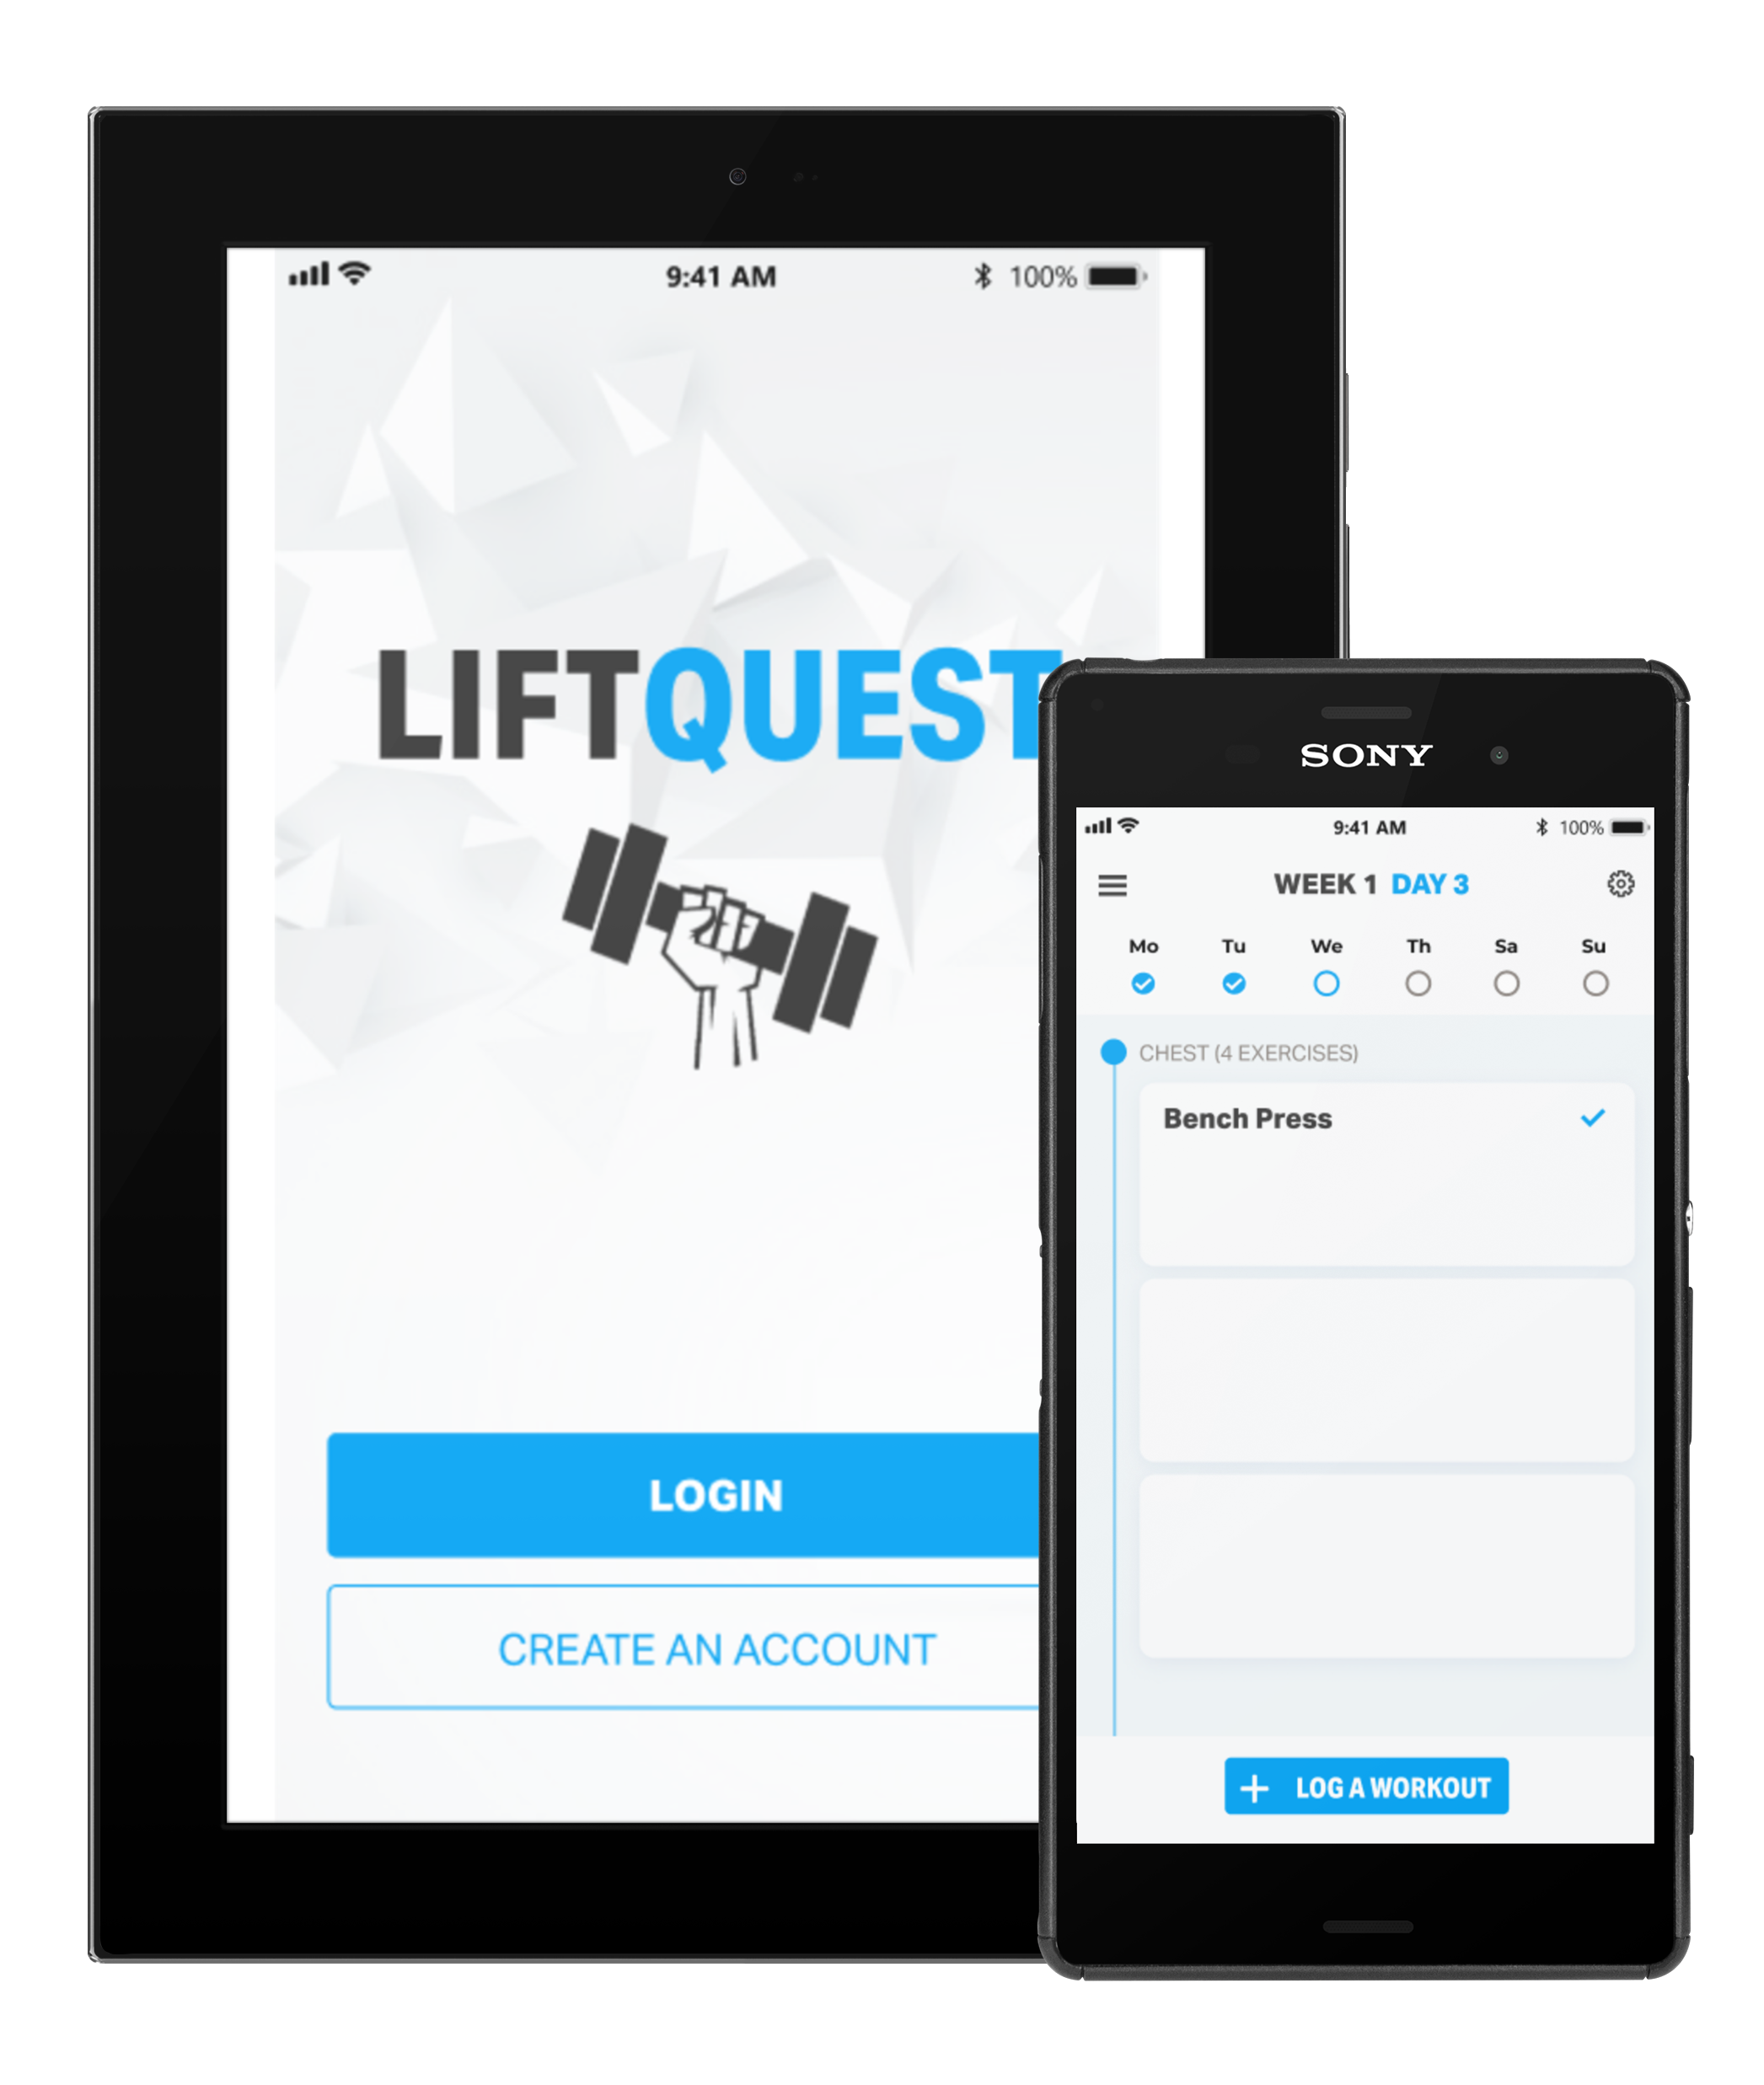 9:41 AM 100%
LIFTQUEST
LOGIN
CREATE AN ACCOUNT
SONY
9:41 AM 100%
WEEK 1 DAY 3
Mo Tu We Th Sa Su
CHEST (4 EXERCISES)
Bench Press
+ LOG A WORKOUT